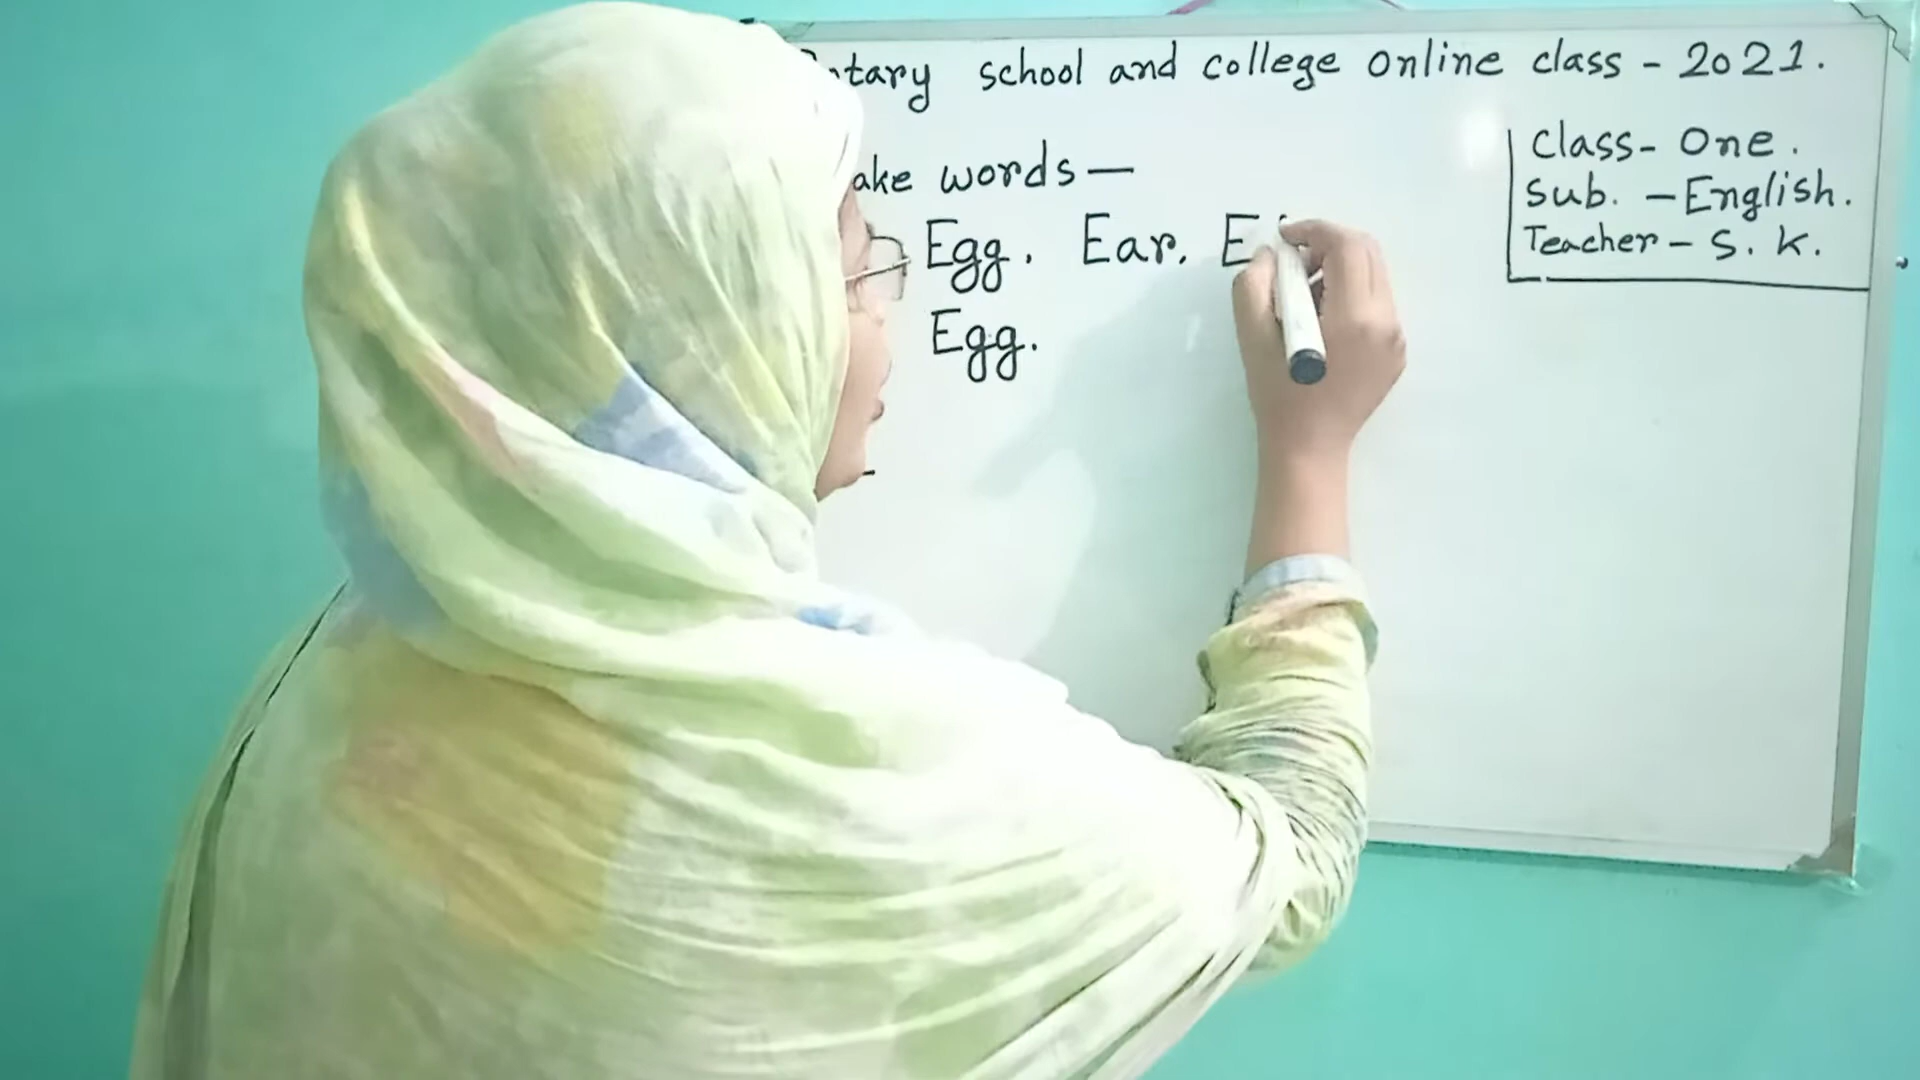 school and college online class - 2021.
words —
Class - One.
Sub. - English.
Teacher - S. K.
Egg. Ear.
Egg.